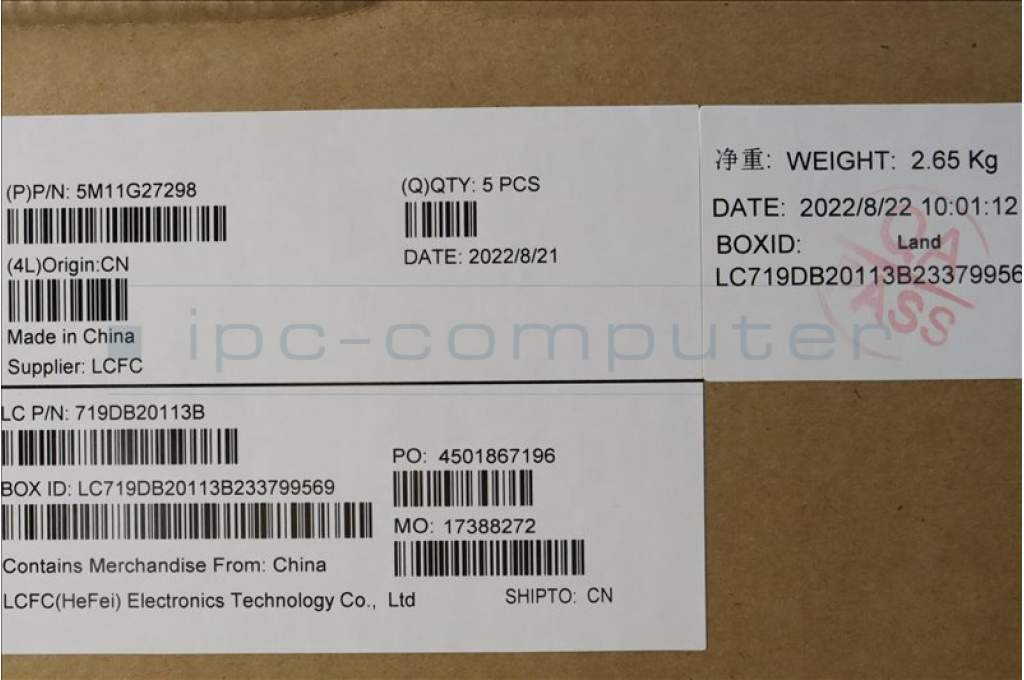 (P)P/N: 5M11G27298
(Q)QTY: 5 PCS
(4L)Origin:CN
DATE: 2022/8/21
Made in China
Supplier: LCFC
净重: WEIGHT: 2.65 Kg
DATE: 2022/8/22 10:01:12
BOXID: Land
LC719DB20113B23379956
QA
ASS
ipc-computer
LC P/N: 719DB20113B
PO: 4501867196
BOX ID: LC719DB20113B233799569
MO: 17388272
Contains Merchandise From: China
LCFC(HeFei) Electronics Technology Co., Ltd
SHIPTO: CN